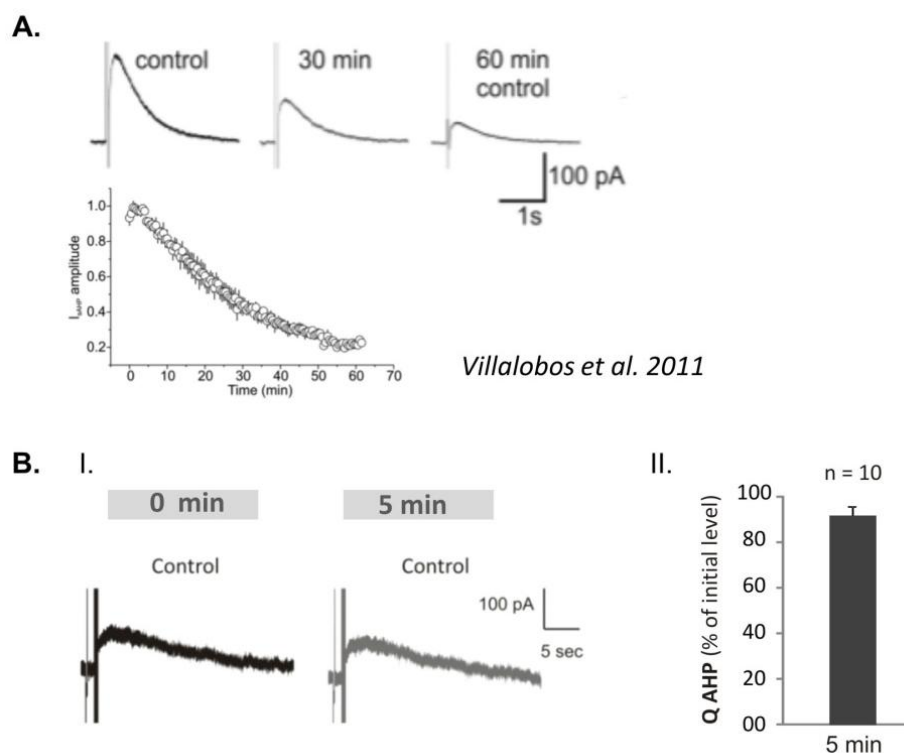 A.
control
30 min
60 min
control
100 pA
1s
1.0
0.8
0.6
0.4
0.2
IsAHP amplitude
0 10 20 30 40 50 60 70
Time (min)
Villalobos et al. 2011
B. I. II.
0 min
5 min
Control
Control
100 pA
5 sec
n = 10
100
80
60
40
20
00
Q AHP (% of initial level)
5 min